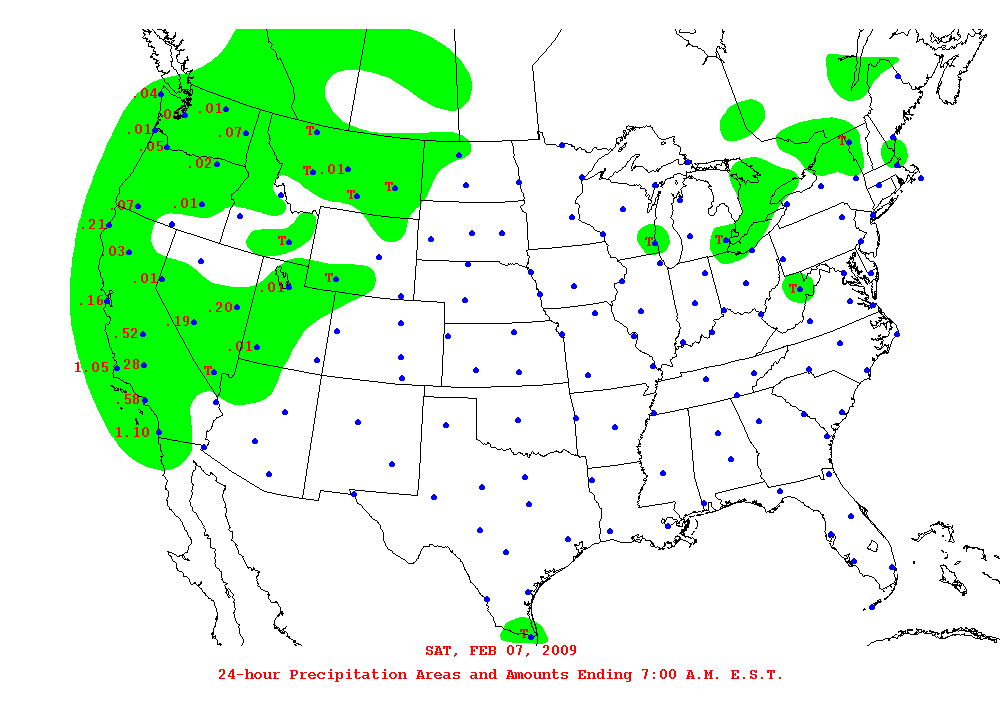 .04
.01
.01
.07
T
.05
.02
T
.01
T
T
.07
.01
.21
.03
T
.01
.01
T
.16
.20
.19
.52
.01
1.05
.28
T
.58
1.10
T
T
T
T
T
SAT, FEB 07, 2009
24-hour Precipitation Areas and Amounts Ending 7:00 A.M. E.S.T.